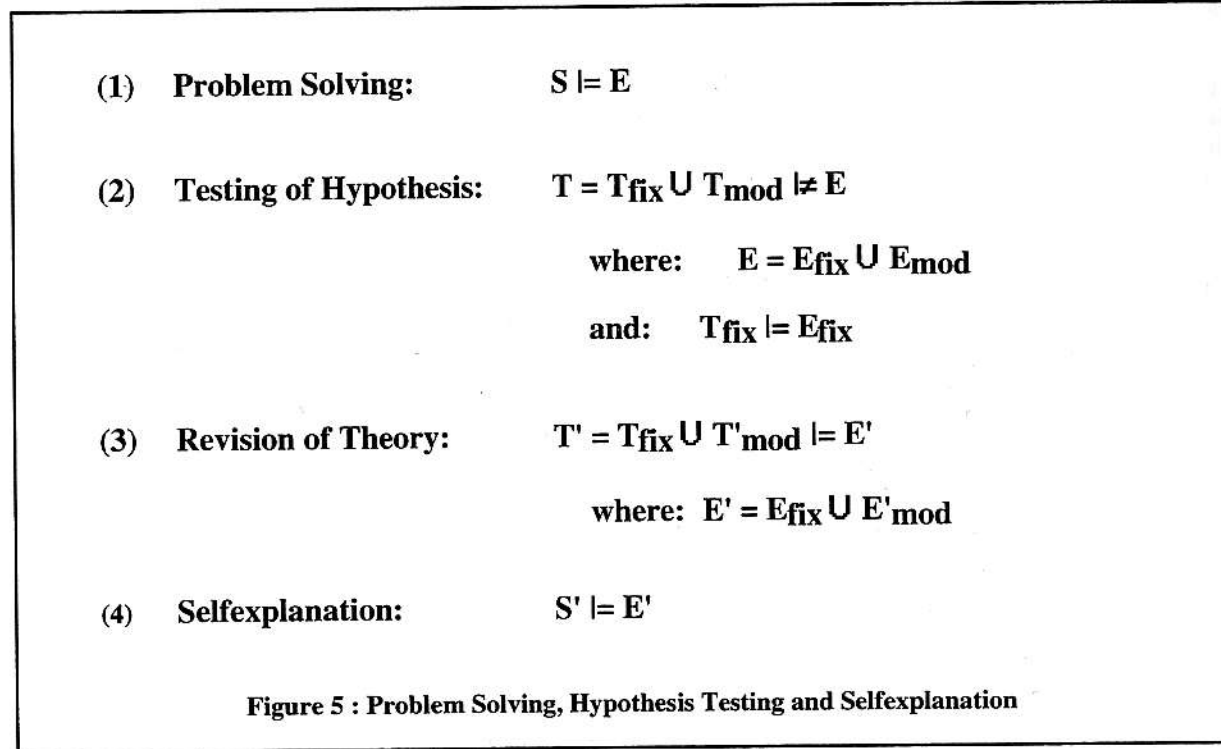 (1) Problem Solving: S |= E
(2) Testing of Hypothesis: T = Tfix U Tmod |≠ E
where: E = Efix U Emod
and: Tfix |= Efix
(3) Revision of Theory: T' = Tfix U T'mod |= E'
where: E' = Efix U E'mod
(4) Selfexplanation: S' |= E'
Figure 5 : Problem Solving, Hypothesis Testing and Selfexplanation